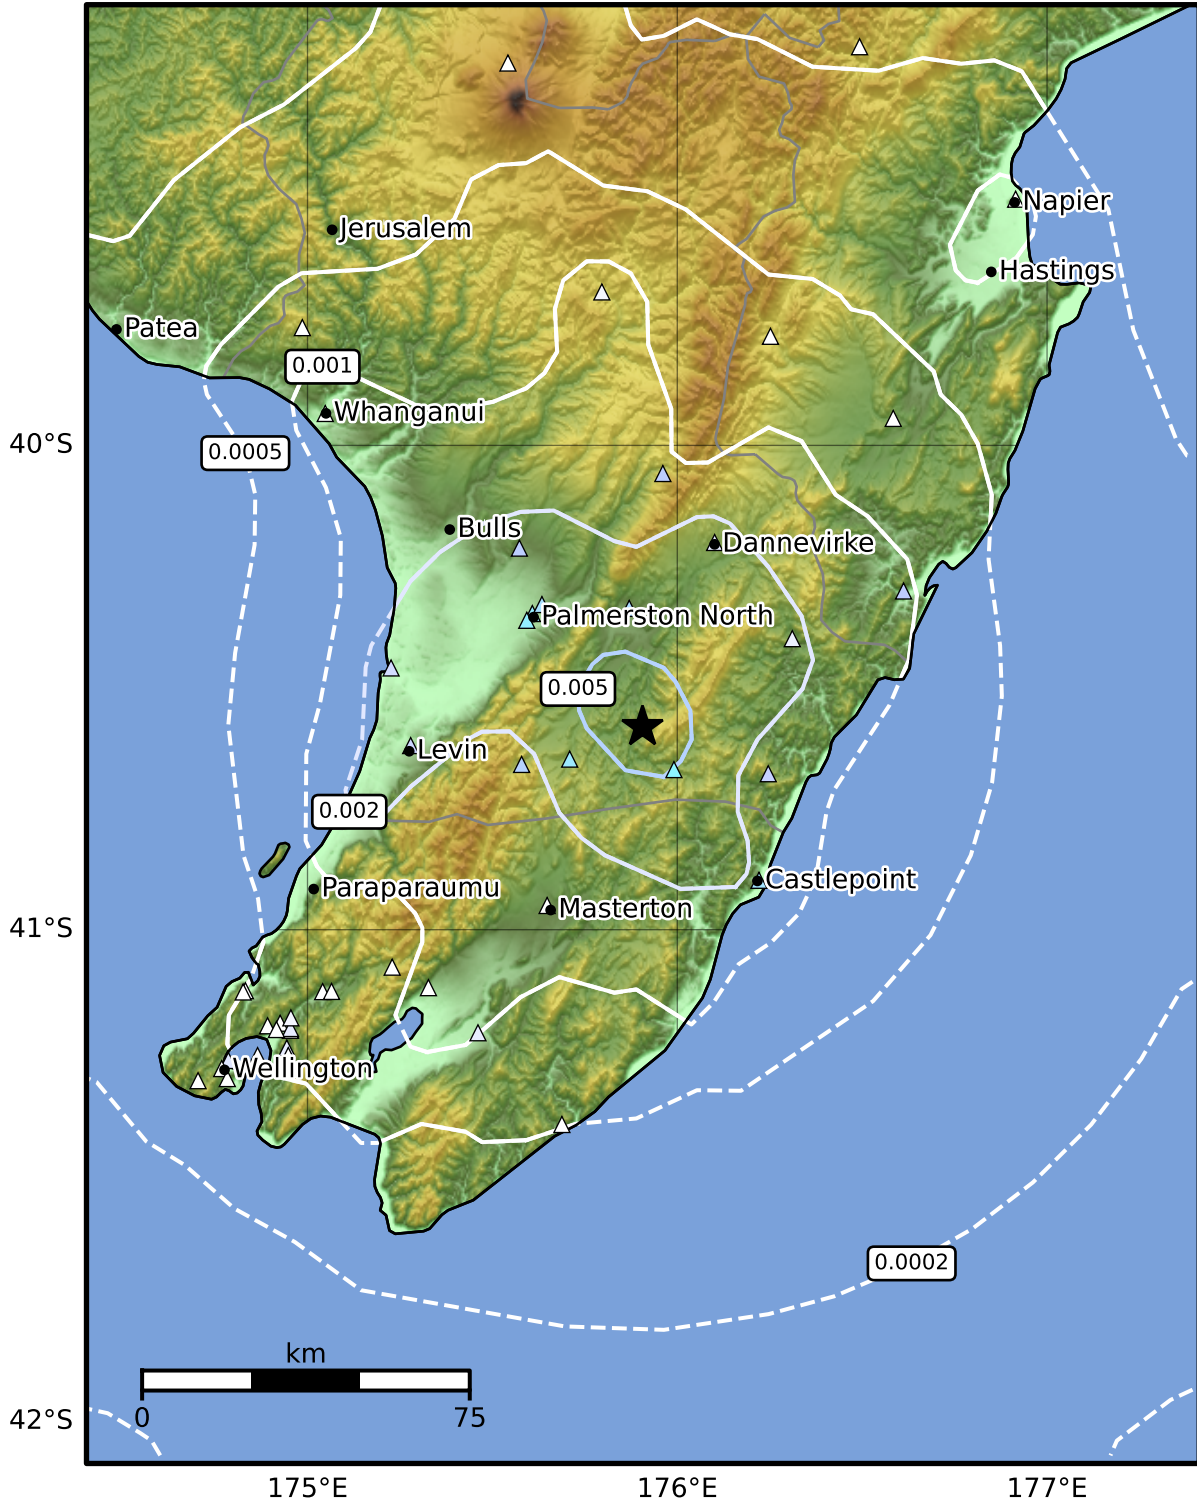 Napier
Jerusalem
Hastings
Patea
0.001
Whanganui
40°S
0.0005
Bulls
Dannevirke
Palmerston North
0.005
Levin
0.002
Castlepoint
Paraparaumu
Masterton
41°S
Wellington
0.0002
km
0
75
42°S
175°E
176°E
177°E